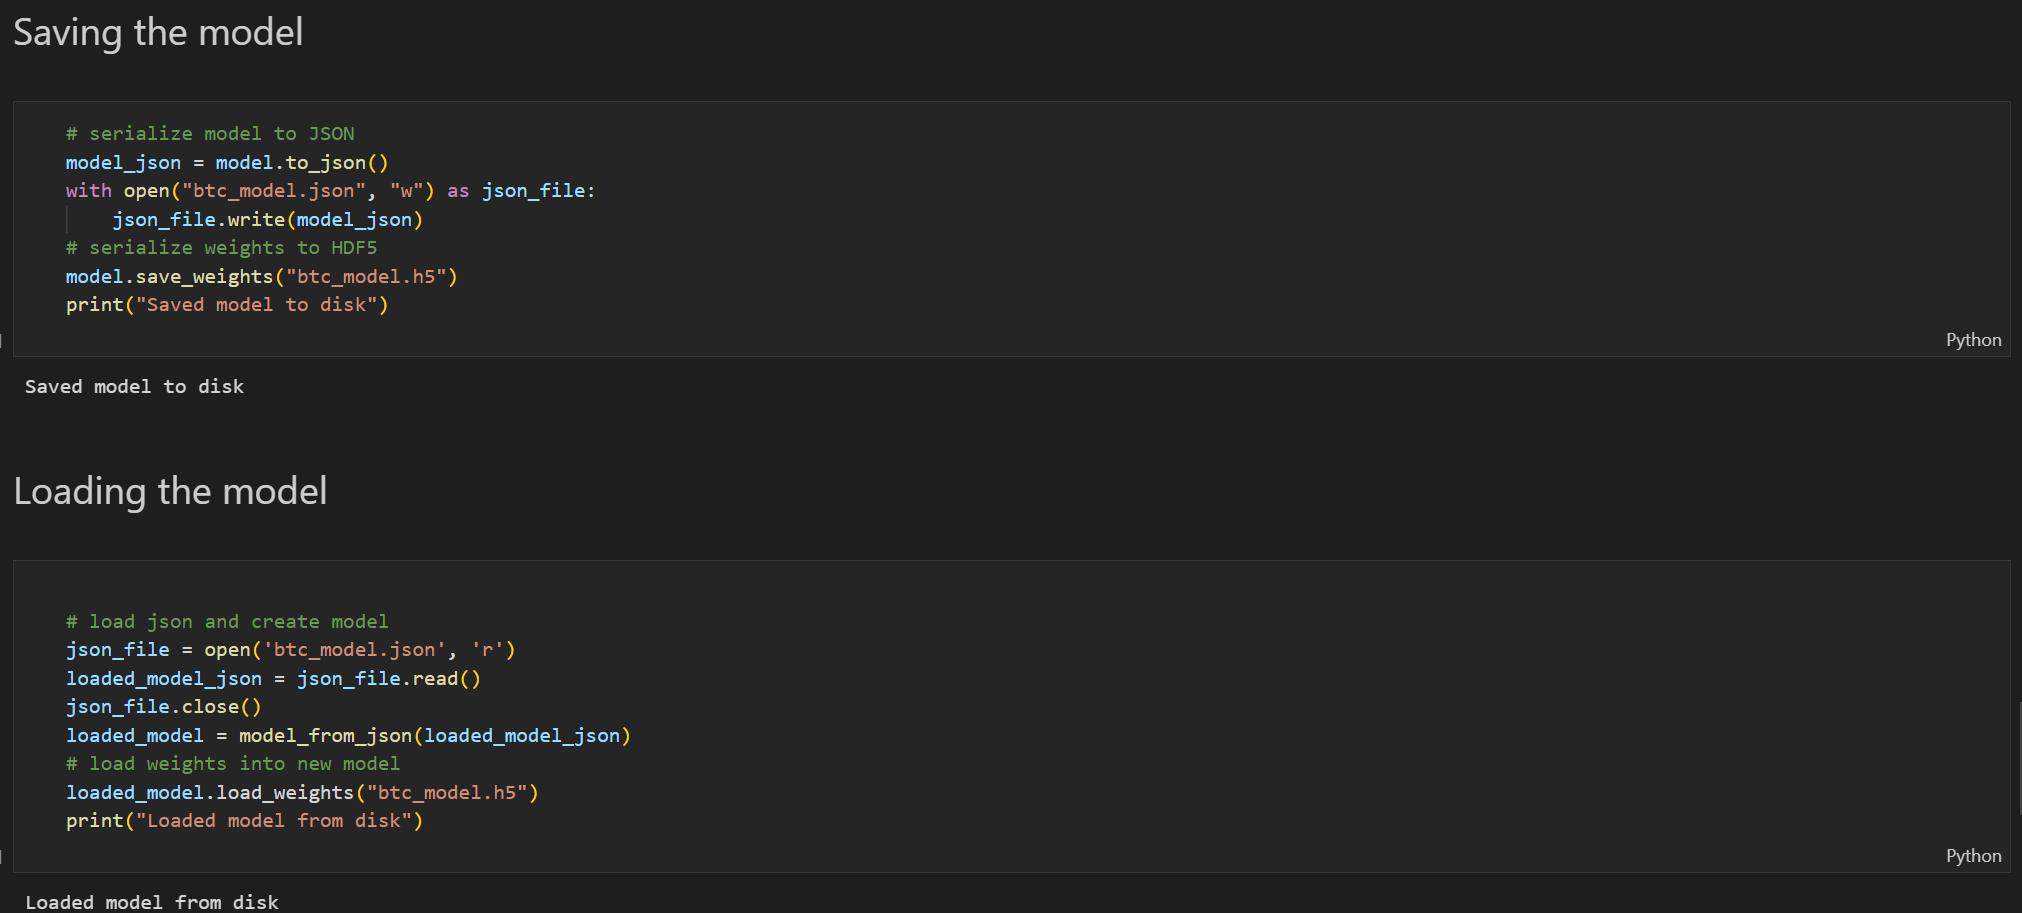 Saving the model
# serialize model to JSON
model_json = model.to_json()
with open("btc_model.json", "w") as json_file:
    json_file.write(model_json)
# serialize weights to HDF5
model.save_weights("btc_model.h5")
print("Saved model to disk")
Python
Saved model to disk
Loading the model
# load json and create model
json_file = open('btc_model.json', 'r')
loaded_model_json = json_file.read()
json_file.close()
loaded_model = model_from_json(loaded_model_json)
# load weights into new model
loaded_model.load_weights("btc_model.h5")
print("Loaded model from disk")
Python
Loaded model from disk